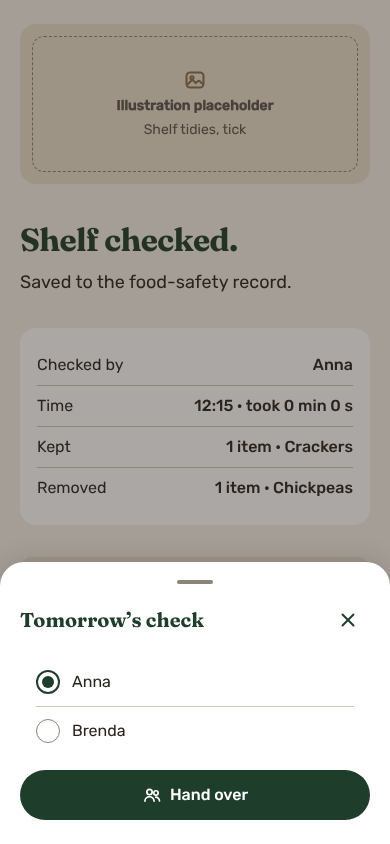 Illustration placeholder
Shelf tidies, tick
Shelf checked.
Saved to the food-safety record.
Checked by Anna
Time 12:15 • took 0 min 0 s
Kept 1 item • Crackers
Removed 1 item • Chickpeas
Tomorrow’s check
Anna
Brenda
Hand over